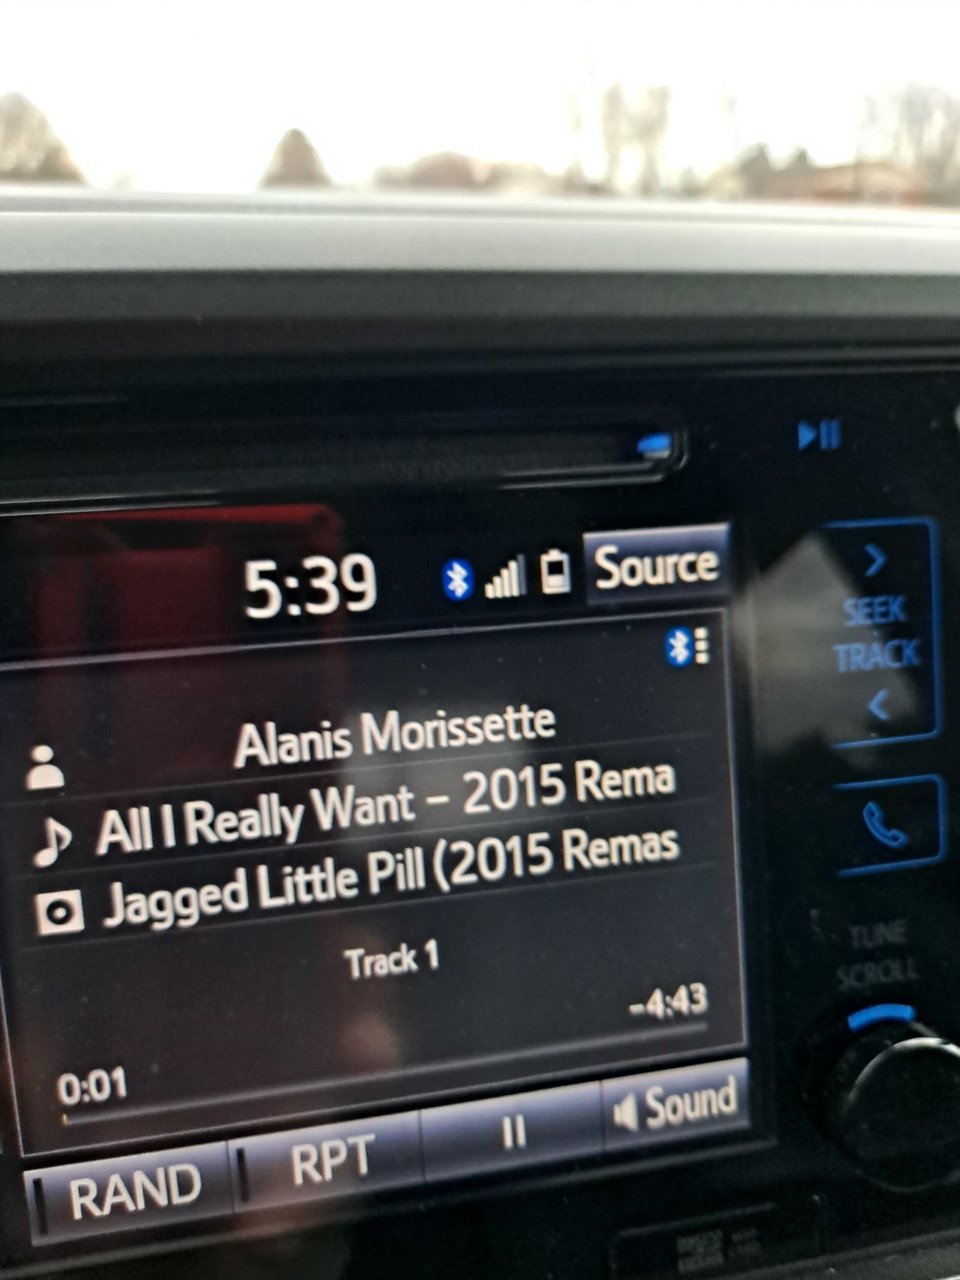 5:39
Source
SEEK
TRACK
Alanis Morissette
All I Really Want - 2015 Rema
Jagged Little Pill (2015 Remas
Track 1
-4:43
0:01
TUNE
SCROLL
RAND
RPT
Sound